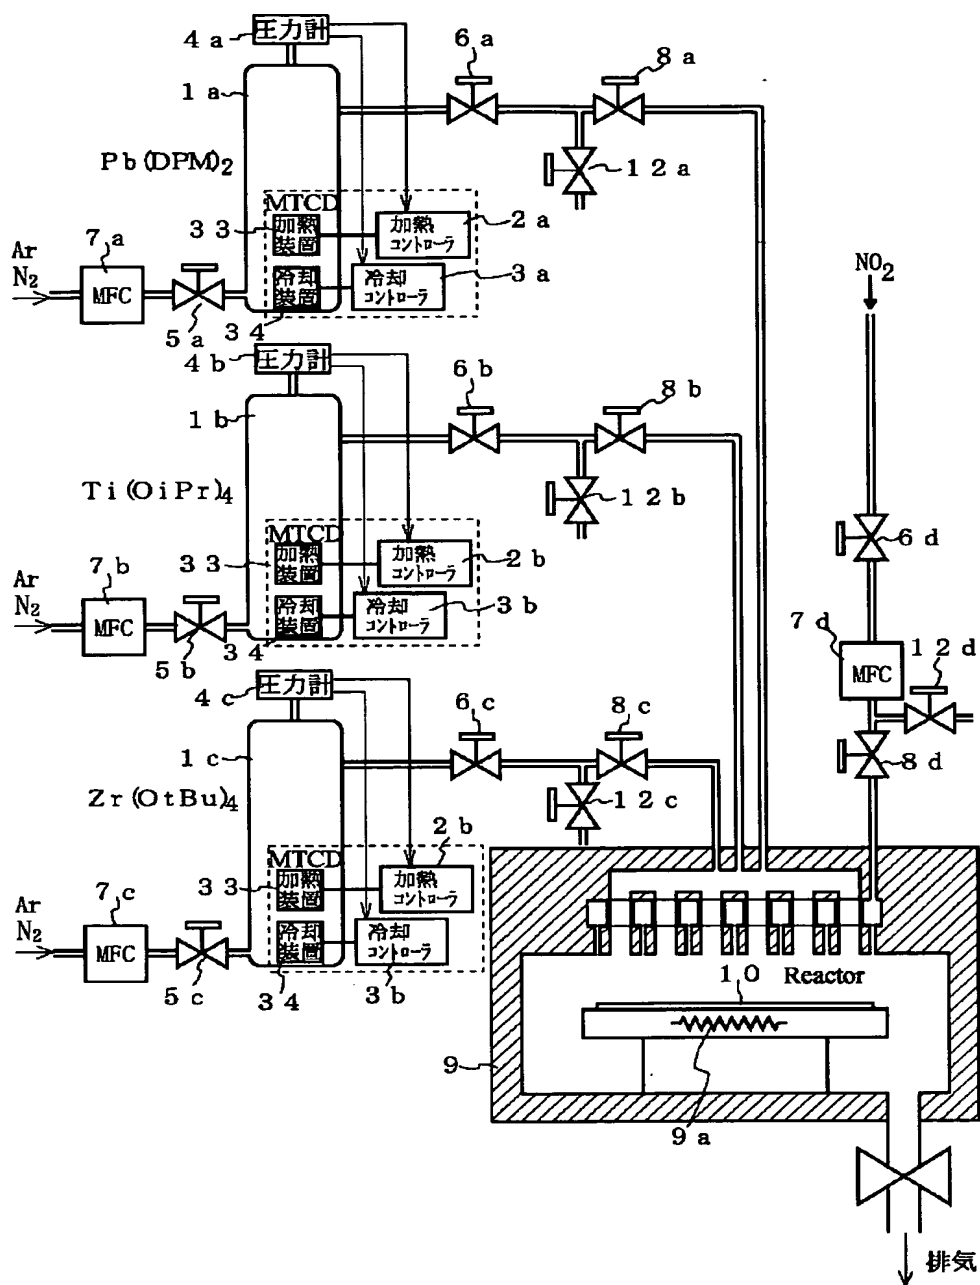 4a 圧力計
6a
8a
1a
Pb(DPM)2
12a
MTCD
33 加熱装置
加熱コントローラ 2a
Ar
N2
7a
MFC
冷却装置
冷却コントローラ 3a
5a
34
NO2
4b 圧力計
6b
8b
1b
Ti(OiPr)4
12b
6d
MTCD
33 加熱装置
加熱コントローラ 2b
Ar
N2
7b
MFC
冷却装置
冷却コントローラ 3b
5b
34
7d
MFC
12d
4c 圧力計
6c
8c
8d
1c
Zr(OtBu)4
12c
2b
MTCD
33 加熱装置
加熱コントローラ
Ar
N2
7c
MFC
冷却装置
冷却コントローラ
5c
34
3b
10 Reactor
9
9a
排気